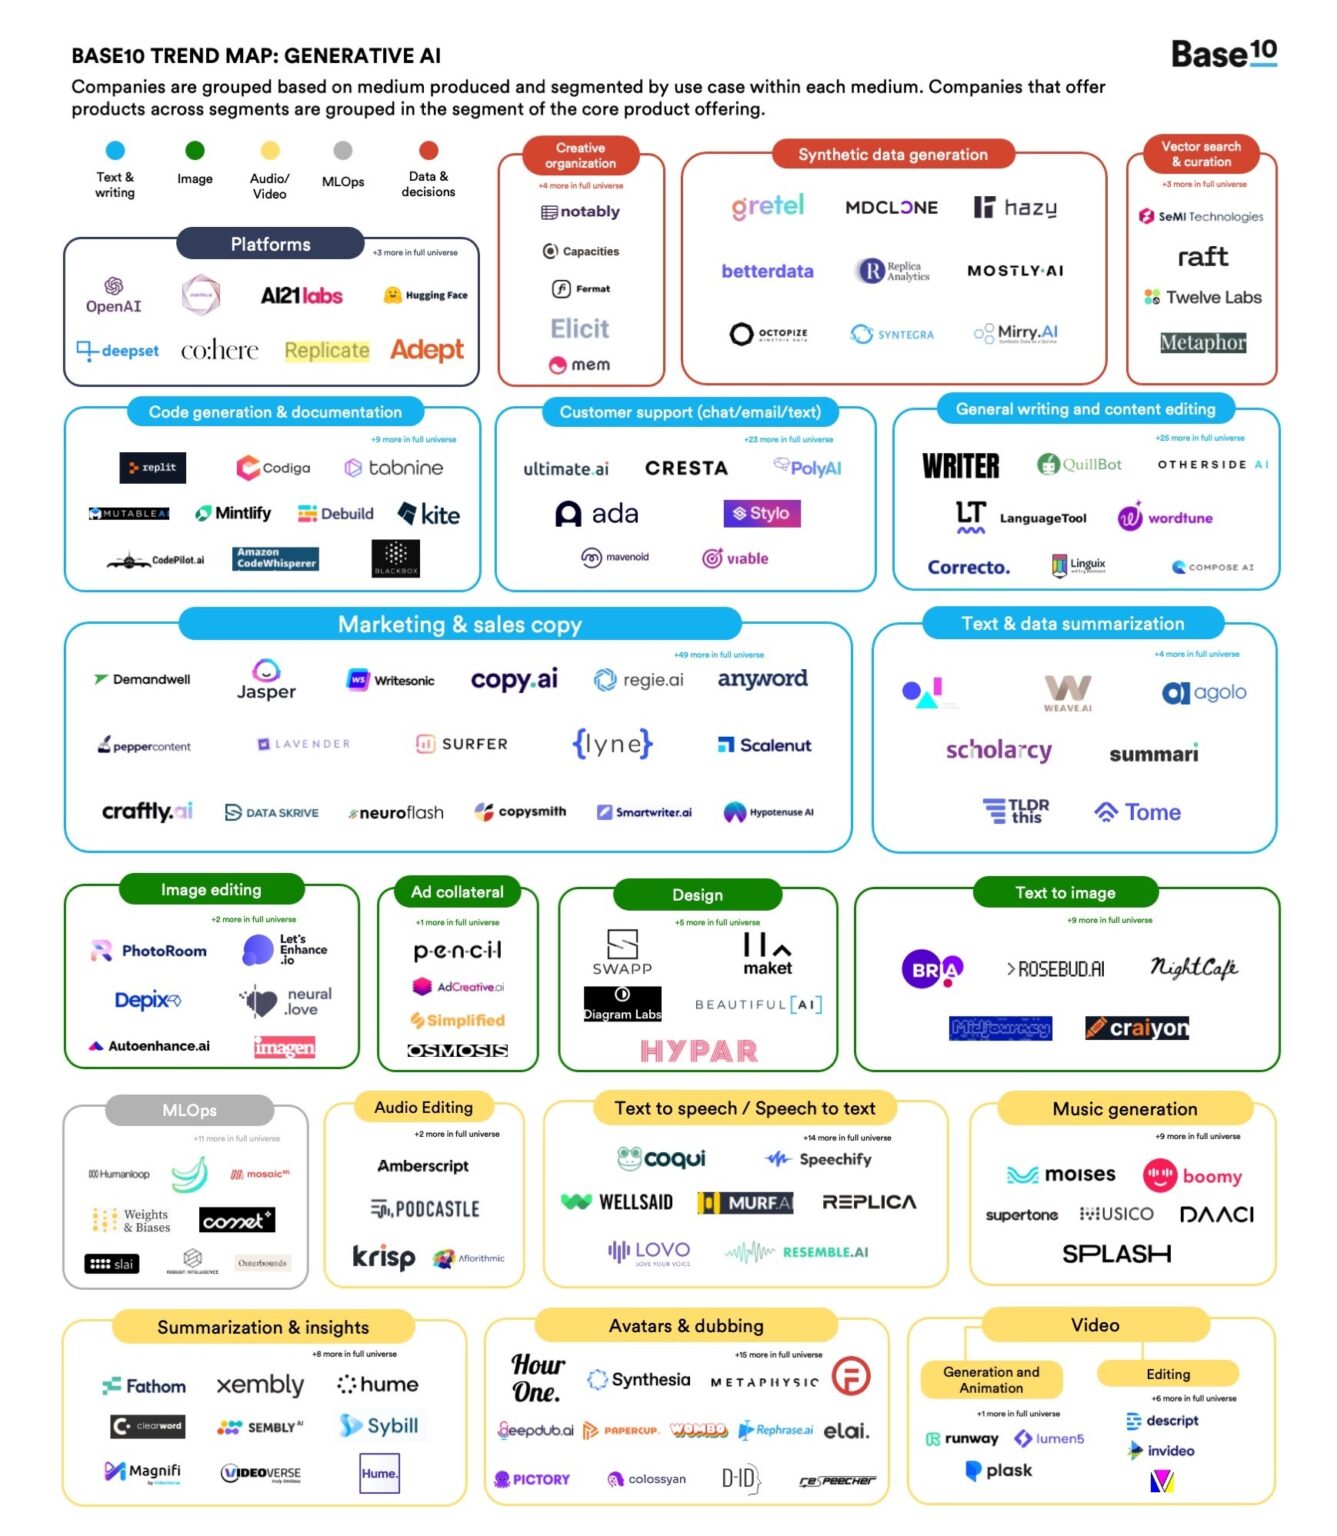 BASE10 TREND MAP: GENERATIVE AI
Base10
Companies are grouped based on medium produced and segmented by use case within each medium. Companies that offer
products across segments are grouped in the segment of the core product offering.
Text &
writing
Image
Audio/
Video
MLOps
Data &
decisions
Creative
organization
+4 more in full universe
notably
Capacities
Fermat
Elicit
mem
Synthetic data generation
gretel
MDCLONE
hazy
betterdata
Replica
Analytics
MOSTLY·AI
OCTOPIZE
SYNTEGRA
Mirry.AI
Vector search
& curation
+3 more in full universe
SeMI Technologies
raft
Twelve Labs
Metaphor
Platforms
+3 more in full universe
OpenAI
AI21labs
Hugging Face
deepset
co:here
Replicate
Adept
Code generation & documentation
+9 more in full universe
replit
Codiga
tabnine
MUTABLEAI
Mintlify
Debuild
kite
CodePilot.ai
Amazon
CodeWhisperer
BLACKBOX
Customer support (chat/email/text)
+23 more in full universe
ultimate.ai
CRESTA
PolyAI
ada
Stylo
mavenoid
viable
General writing and content editing
+25 more in full universe
WRITER
QuillBot
OTHERSIDE AI
LT
LanguageTool
wordtune
Correcto.
Linguix
COMPOSE AI
Marketing & sales copy
+49 more in full universe
Demandwell
Jasper
ws
Writesonic
copy.ai
regie.ai
anyword
peppercontent
LAVENDER
SURFER
{lyne}
Scalenut
craftly.ai
DATA SKRIVE
neuroflash
copysmith
Smartwriter.ai
Hypotenuse AI
Text & data summarization
+4 more in full universe
WEAVE.AI
agolo
scholarcy
summari
TLDR
this
Tome
Image editing
+2 more in full universe
PhotoRoom
Let's
Enhance
.io
Depix
neural
.love
Autoenhance.ai
imagen
Ad collateral
+1 more in full universe
p·e·n·c·i·l
AdCreative.ai
Simplified
OSMOSIS
Design
+5 more in full universe
SWAPP
maket
Diagram Labs
BEAUTIFUL[AI]
HYPAR
Text to image
+9 more in full universe
BRIA
>ROSEBUD.AI
NightCafé
Midjourney
craiyon
MLOps
+11 more in full universe
Humanloop
mosaicML
Weights
& Biases
comet
slai
ROBUST INTELLIGENCE
Outerbounds
Audio Editing
+2 more in full universe
Amberscript
PODCASTLE
krisp
Aflorithmic
Text to speech / Speech to text
+14 more in full universe
coqui
Speechify
WELLSAID
MURF.AI
REPLICA
LOVO
LOVE YOUR VOICE
RESEMBLE.AI
Music generation
+9 more in full universe
moises
boomy
supertone
MUSICO
DAACI
SPLASH
Summarization & insights
+8 more in full universe
Fathom
xembly
hume
clearword
SEMBLY AI
Sybill
Magnifi
by Videoverse
VIDEOVERSE
truly limitless
Hume.
Avatars & dubbing
+15 more in full universe
Hour
One.
Synthesia
METAPHYSIC
F
deepdub.ai
PAPERCUP.
WOMBO
Rephrase.ai
elai.
PICTORY
colossyan
D-ID
reSPEECHER
Video
Generation and
Animation
+1 more in full universe
runway
lumen5
plask
Editing
+6 more in full universe
descript
invideo